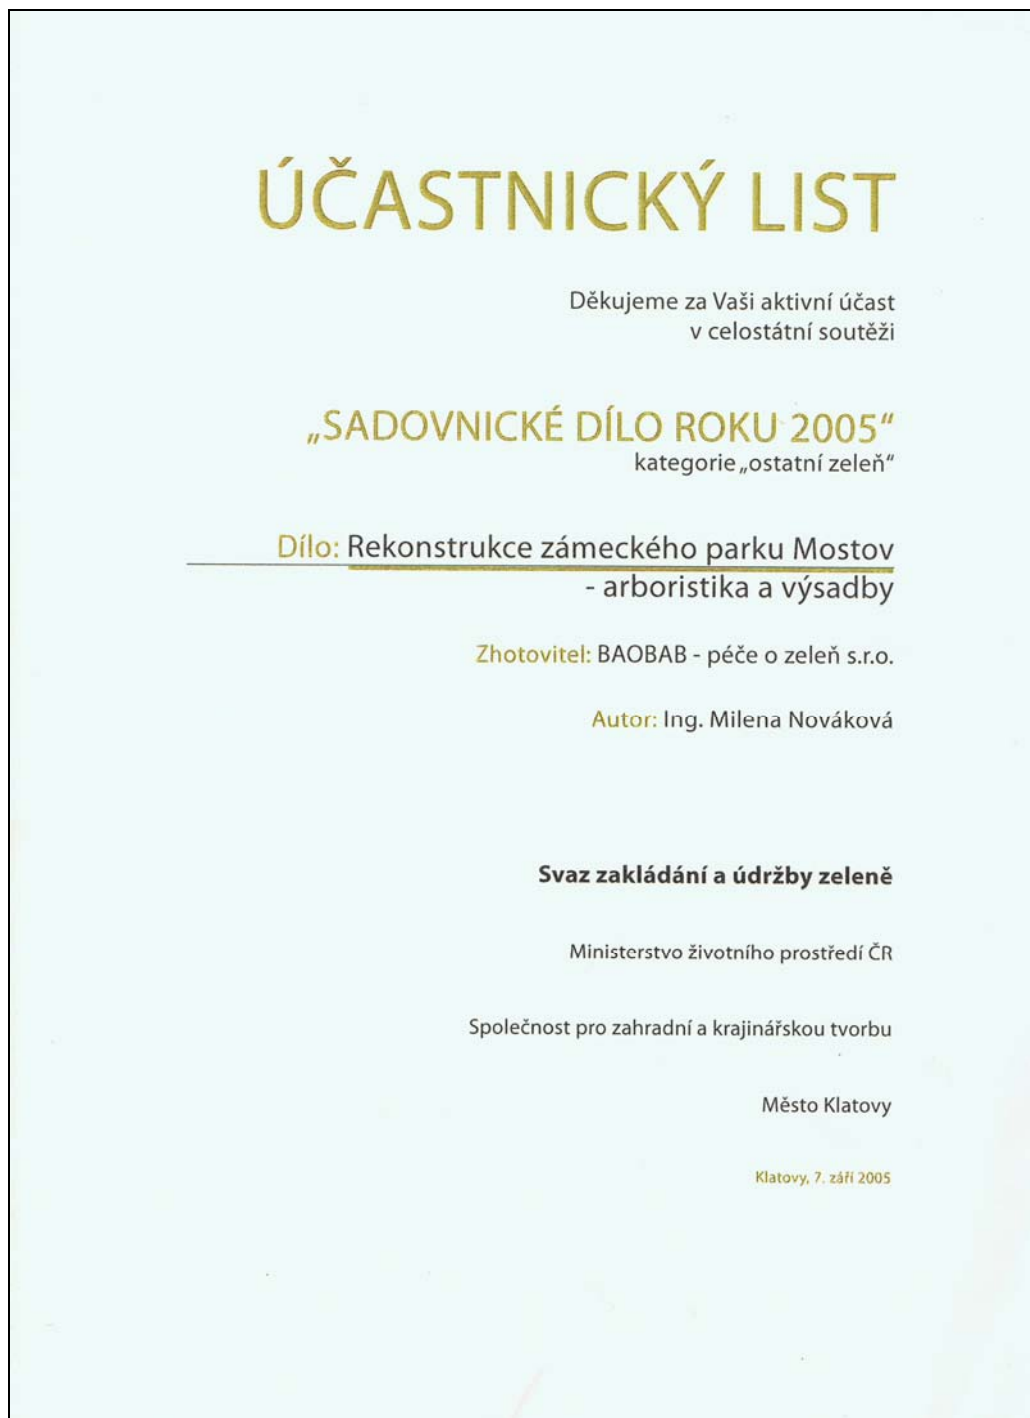 ÚČASTNICKÝ LIST
Děkujeme za Vaši aktivní účast
v celostátní soutěži
„SADOVNICKÉ DÍLO ROKU 2005“
kategorie „ostatní zeleň“
Dílo: Rekonstrukce zámeckého parku Mostov
- arboristika a výsadby
Zhotovitel: BAOBAB - péče o zeleň s.r.o.
Autor: Ing. Milena Nováková
Svaz zakládání a údržby zeleně
Ministerstvo životního prostředí ČR
Společnost pro zahradní a krajinářskou tvorbu
Město Klatovy
Klatovy, 7. září 2005